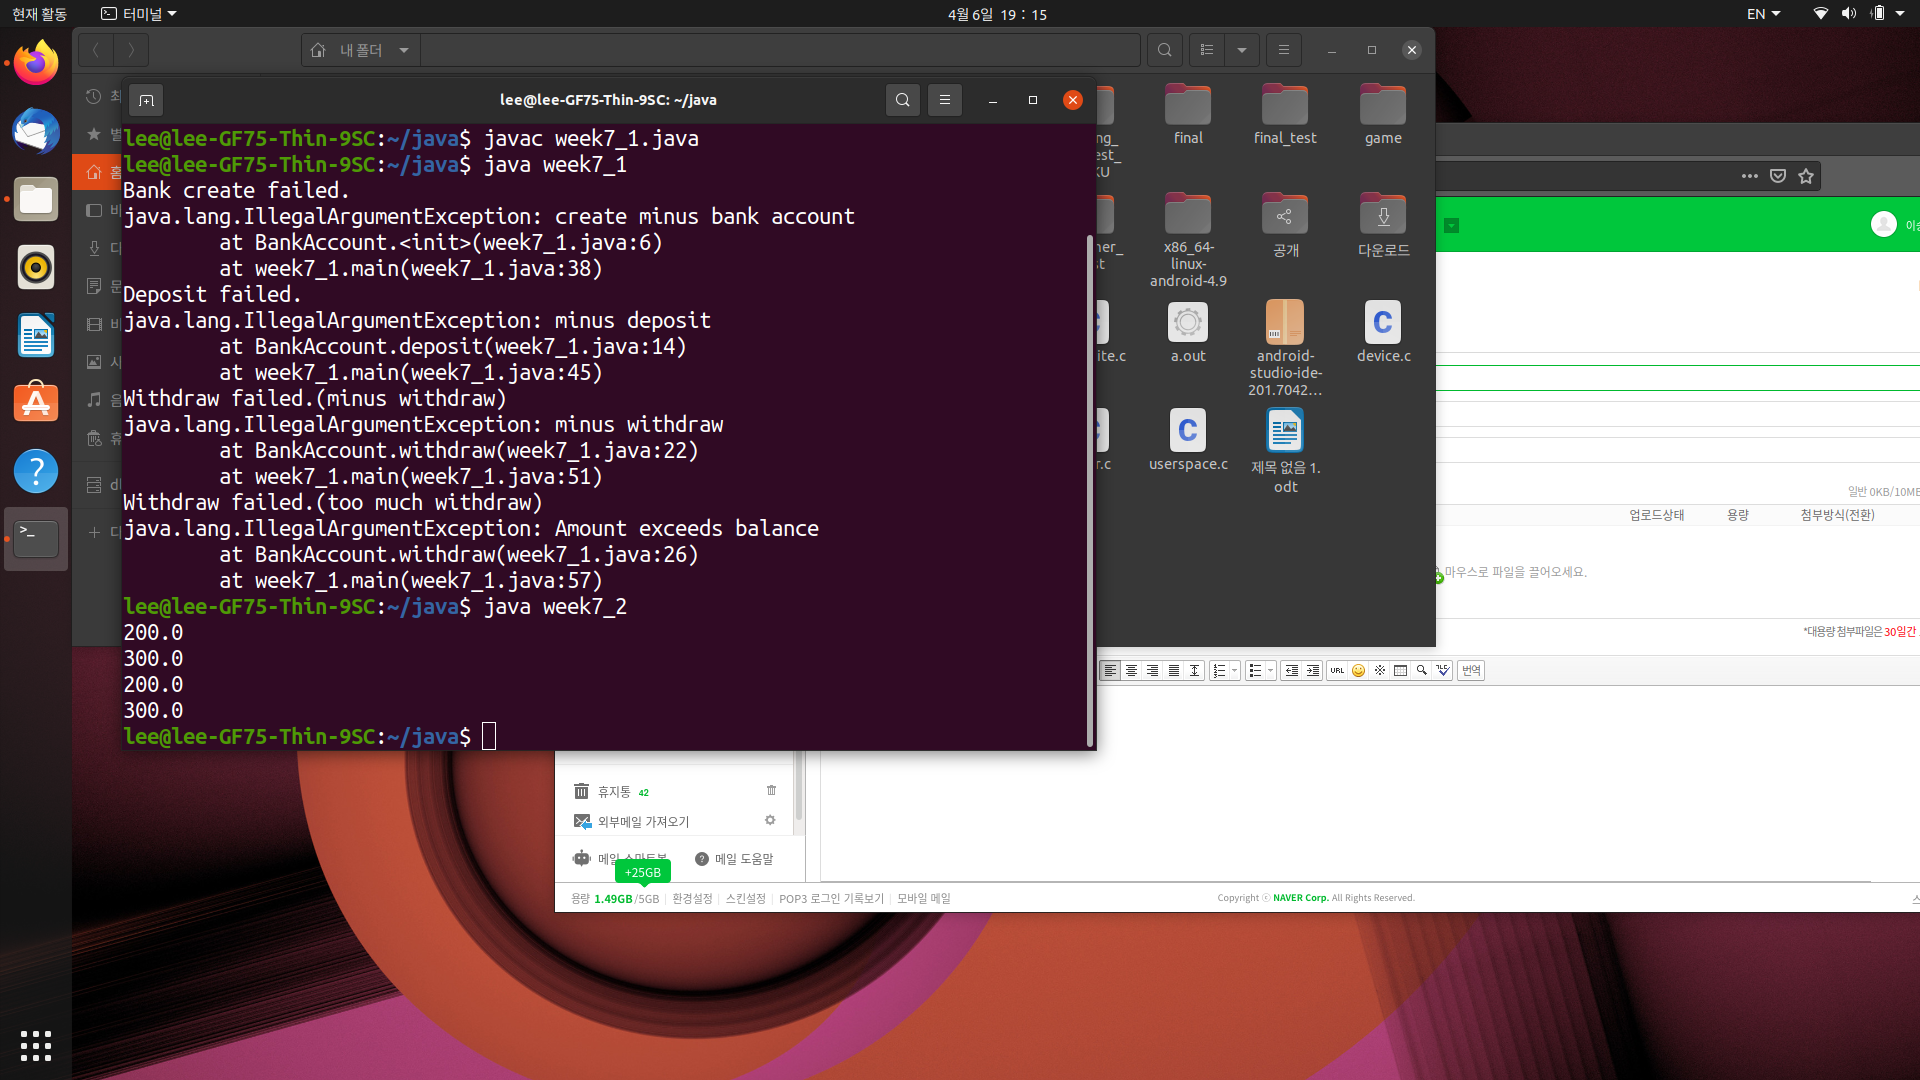 현재 활동
터미널
4월 6일 19 : 15
EN
내 폴더
lee@lee-GF75-Thin-9SC: ~/java
lee@lee-GF75-Thin-9SC:~/java$ javac week7_1.java
lee@lee-GF75-Thin-9SC:~/java$ java week7_1
Bank create failed.
java.lang.IllegalArgumentException: create minus bank account
at BankAccount.<init>(week7_1.java:6)
at week7_1.main(week7_1.java:38)
Deposit failed.
java.lang.IllegalArgumentException: minus deposit
at BankAccount.deposit(week7_1.java:14)
at week7_1.main(week7_1.java:45)
Withdraw failed.(minus withdraw)
java.lang.IllegalArgumentException: minus withdraw
at BankAccount.withdraw(week7_1.java:22)
at week7_1.main(week7_1.java:51)
Withdraw failed.(too much withdraw)
java.lang.IllegalArgumentException: Amount exceeds balance
at BankAccount.withdraw(week7_1.java:26)
at week7_1.main(week7_1.java:57)
lee@lee-GF75-Thin-9SC:~/java$ java week7_2
200.0
300.0
200.0
300.0
lee@lee-GF75-Thin-9SC:~/java$
final
final_test
game
x86_64-
linux-
android-4.9
공개
다운로드
a.out
android-
studio-ide-
201.7042...
device.c
userspace.c
제목 없음 1.
odt
일반 0KB/10MB
업로드상태 용량 첨부방식(전환)
마우스로 파일을 끌어오세요.
*대용량 첨부파일은 30일간
URL
번역
휴지통 42
외부메일 가져오기
메일 스마트봇
메일 도움말
+25GB
용량 1.49GB/5GB 환경설정 스킨설정 POP3 로그인 기록보기 모바일 메일
Copyright ⓒ NAVER Corp. All Rights Reserved.